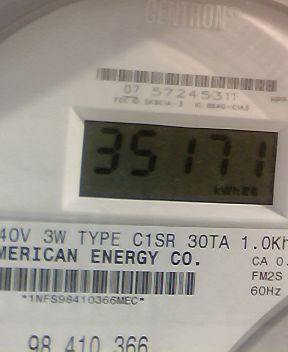 CENTRON
07 57245311
35171
kWh
40V 3W TYPE C1SR 30TA 1.0Kh
MERICAN ENERGY CO.
CA 0.
FM2S
60Hz
*1NFS98410366MEC*
98 410 366